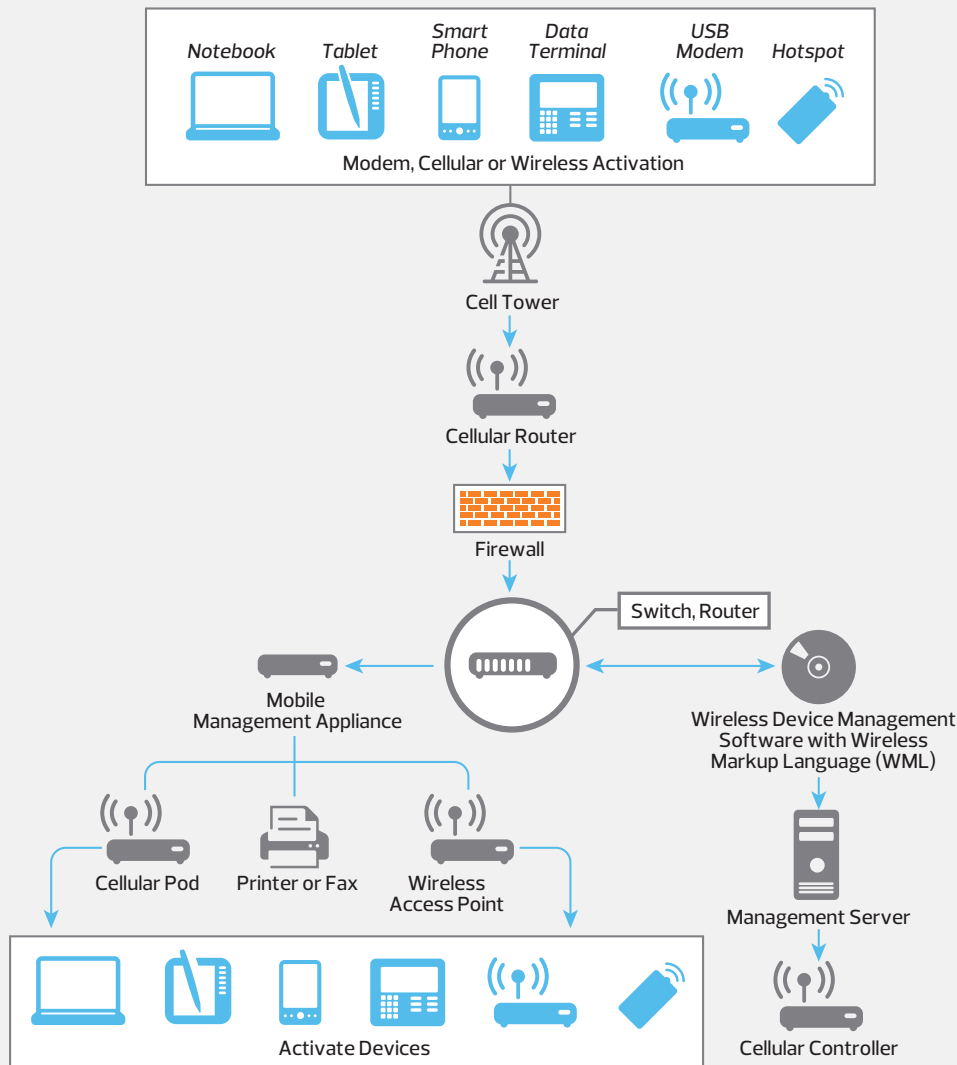 Notebook
Tablet
Smart
Phone
Data
Terminal
USB
Modem
Hotspot
Modem, Cellular or Wireless Activation
Cell Tower
Cellular Router
Firewall
Switch, Router
Mobile
Management Appliance
Wireless Device Management
Software with Wireless
Markup Language (WML)
Cellular Pod
Printer or Fax
Wireless
Access Point
Management Server
Activate Devices
Cellular Controller